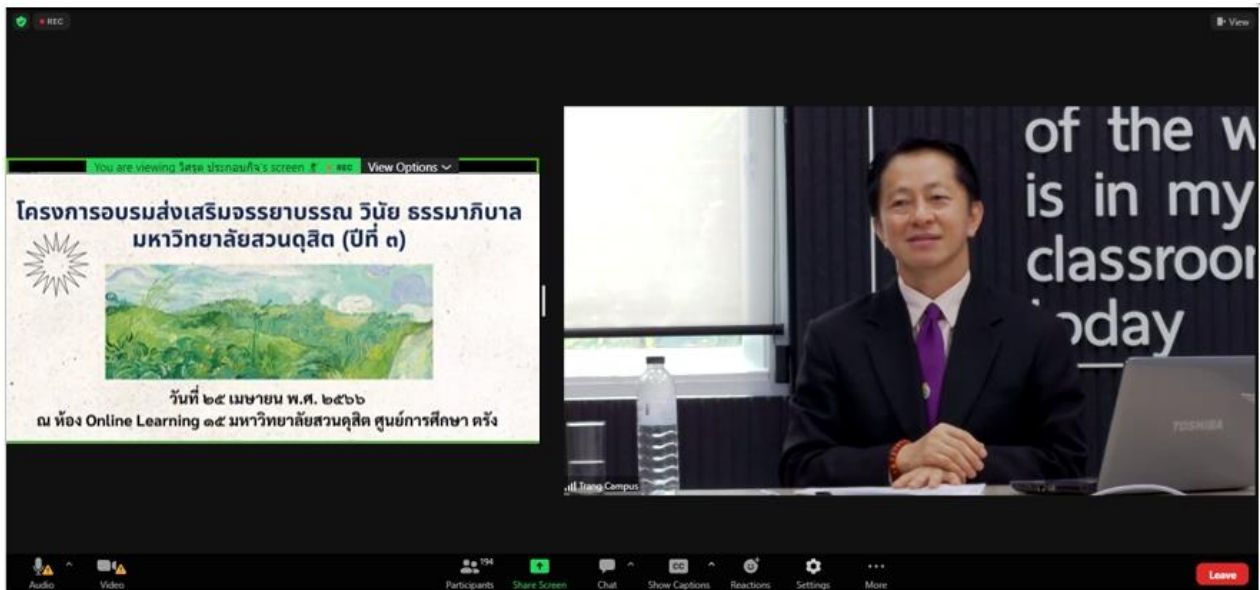 REC
View
You are viewing วิศรุต ประกอบกิจ's screen REC View Options
โครงการอบรมส่งเสริมจรรยาบรรณ วินัย ธรรมาภิบาล
มหาวิทยาลัยสวนดุสิต (ปีที่ ๓)
วันที่ ๒๕ เมษายน พ.ศ. ๒๕๖๖
ณ ห้อง Online Learning ๑๕ มหาวิทยาลัยสวนดุสิต ศูนย์การศึกษา ตรัง
of the w
is in my
classroo
today
TOSHIBA
Trang Campus
194
Audio Video Participants Share Screen Chat CC Show Captions Reactions Settings More Leave